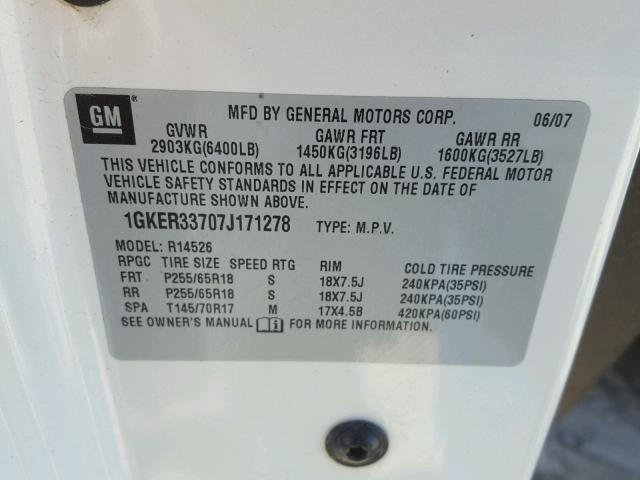 GM ®
MFD BY GENERAL MOTORS CORP. 06/07
GVWR GAWR FRT GAWR RR
2903KG(6400LB) 1450KG(3196LB) 1600KG(3527LB)
THIS VEHICLE CONFORMS TO ALL APPLICABLE U.S. FEDERAL MOTOR
VEHICLE SAFETY STANDARDS IN EFFECT ON THE DATE OF
MANUFACTURE SHOWN ABOVE.
1GKER33707J171278 TYPE: M.P.V.
MODEL: R14526
RPGC TIRE SIZE SPEED RTG RIM COLD TIRE PRESSURE
FRT P255/65R18 S 18X7.5J 240KPA(35PSI)
RR P255/65R18 S 18X7.5J 240KPA(35PSI)
SPA T145/70R17 M 17X4.5B 420KPA(60PSI)
SEE OWNER'S MANUAL FOR MORE INFORMATION.